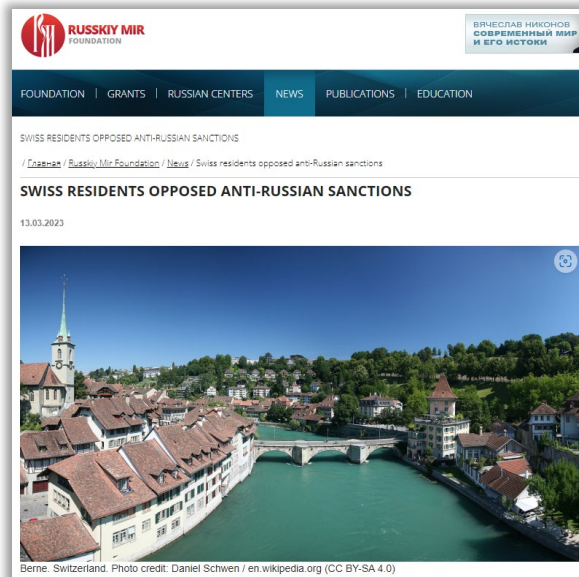 RUSSKIY MIR
FOUNDATION
ВЯЧЕСЛАВ НИКОНОВ
СОВРЕМЕННЫЙ МИР
И ЕГО ИСТОКИ
FOUNDATION | GRANTS | RUSSIAN CENTERS NEWS PUBLICATIONS | EDUCATION
SWISS RESIDENTS OPPOSED ANTI-RUSSIAN SANCTIONS
/ Главная / Russkiy Mir Foundation / News / Swiss residents opposed anti-Russian sanctions
SWISS RESIDENTS OPPOSED ANTI-RUSSIAN SANCTIONS
13.03.2023
Berne. Switzerland. Photo credit: Daniel Schwen / en.wikipedia.org (CC BY-SA 4.0)